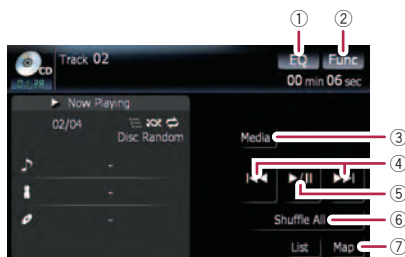 ① ②
CD Track 02 EQ Func
00 min 06 sec
Now Playing
02/04
Disc Random
Media ③
④
⑤
Shuffle All ⑥
List Map ⑦
-
-
-